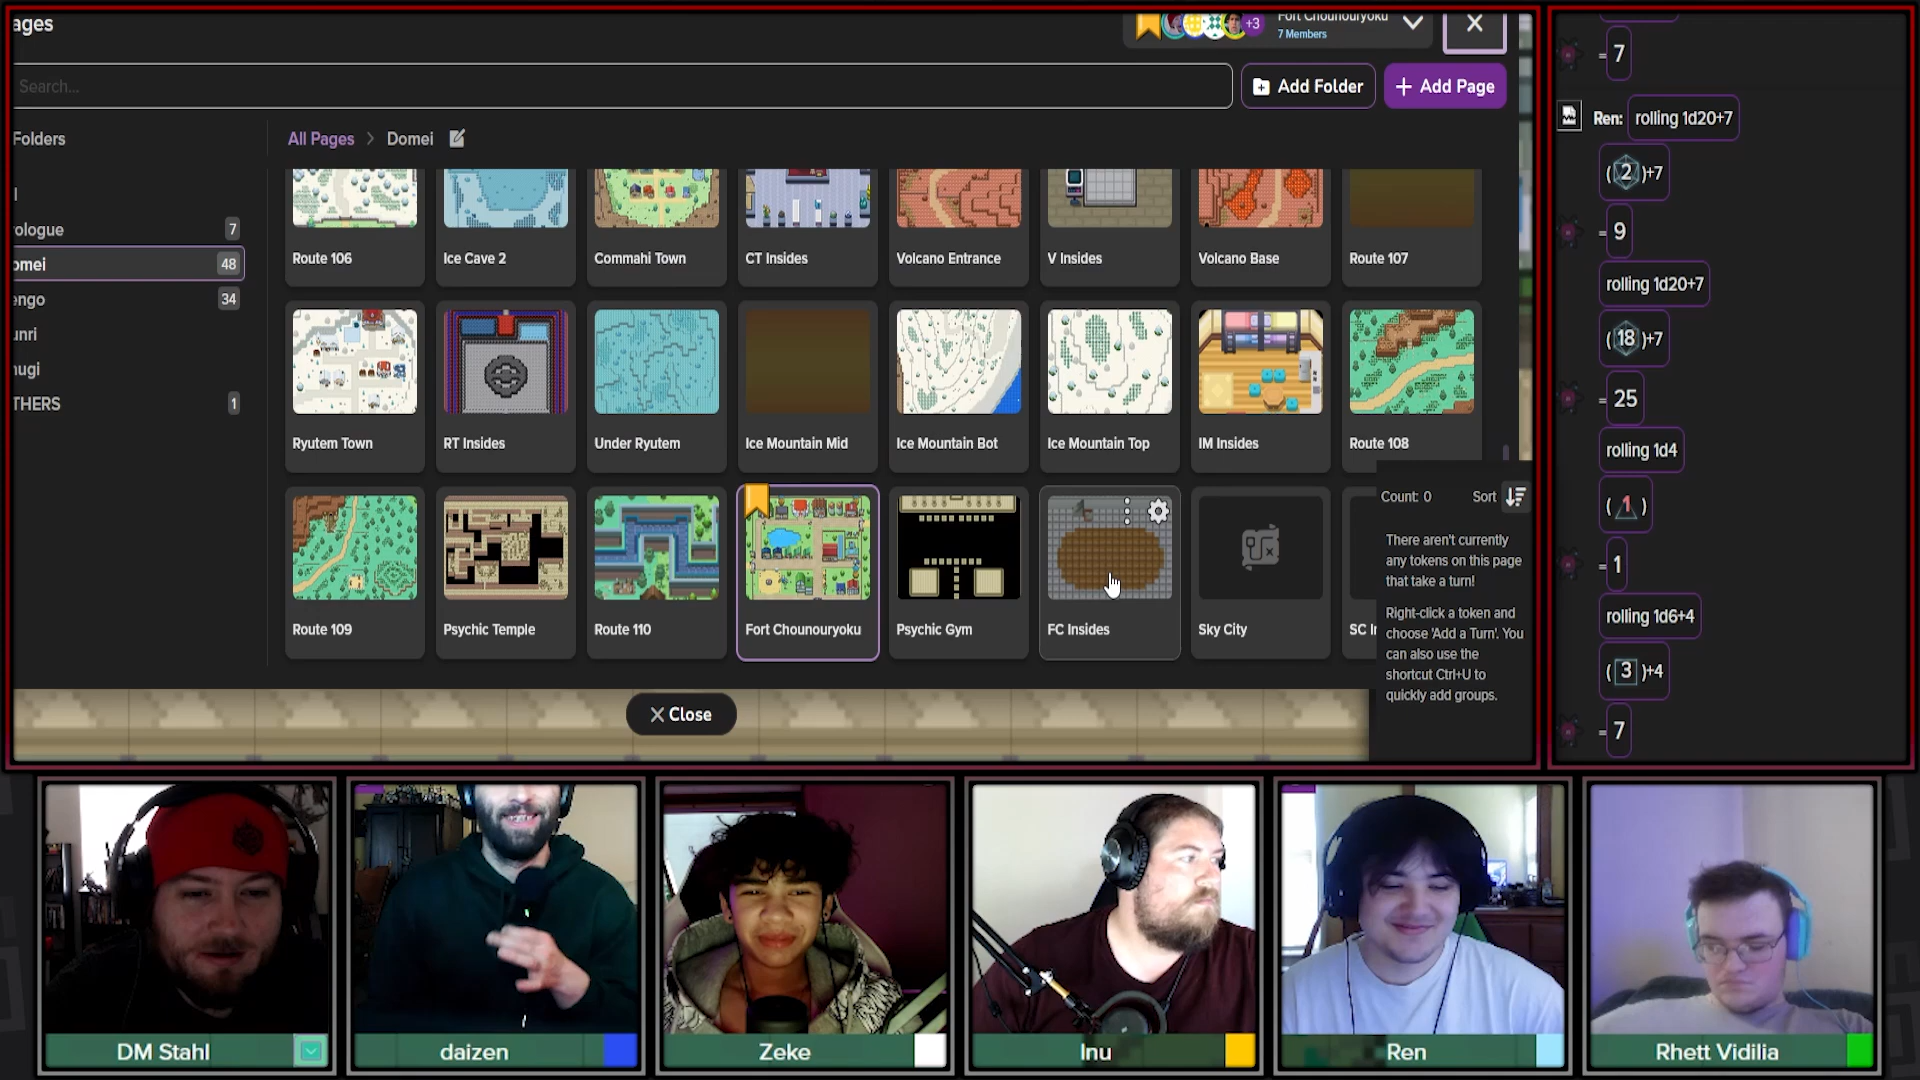 ages
Fort Chounouryoku
7 Members
+3
Search...
Add Folder
+ Add Page
Folders
All Pages > Domei
l
ologue 7
omei 48
engo 34
unri
nugi
THERS 1
Route 106
Ice Cave 2
Commahi Town
CT Insides
Volcano Entrance
V Insides
Volcano Base
Route 107
Ryutem Town
RT Insides
Under Ryutem
Ice Mountain Mid
Ice Mountain Bot
Ice Mountain Top
IM Insides
Route 108
Route 109
Psychic Temple
Route 110
Fort Chounouryoku
Psychic Gym
FC Insides
Sky City
SC In
Count: 0 Sort
There aren't currently
any tokens on this page
that take a turn!
Right-click a token and
choose 'Add a Turn'. You
can also use the
shortcut Ctrl+U to
quickly add groups.
Close
= 7
Ren: rolling 1d20+7
(2)+7
= 9
rolling 1d20+7
(18)+7
= 25
rolling 1d4
(1)
= 1
rolling 1d6+4
(3)+4
= 7
DM Stahl
daizen
Zeke
Inu
Ren
Rhett Vidilia